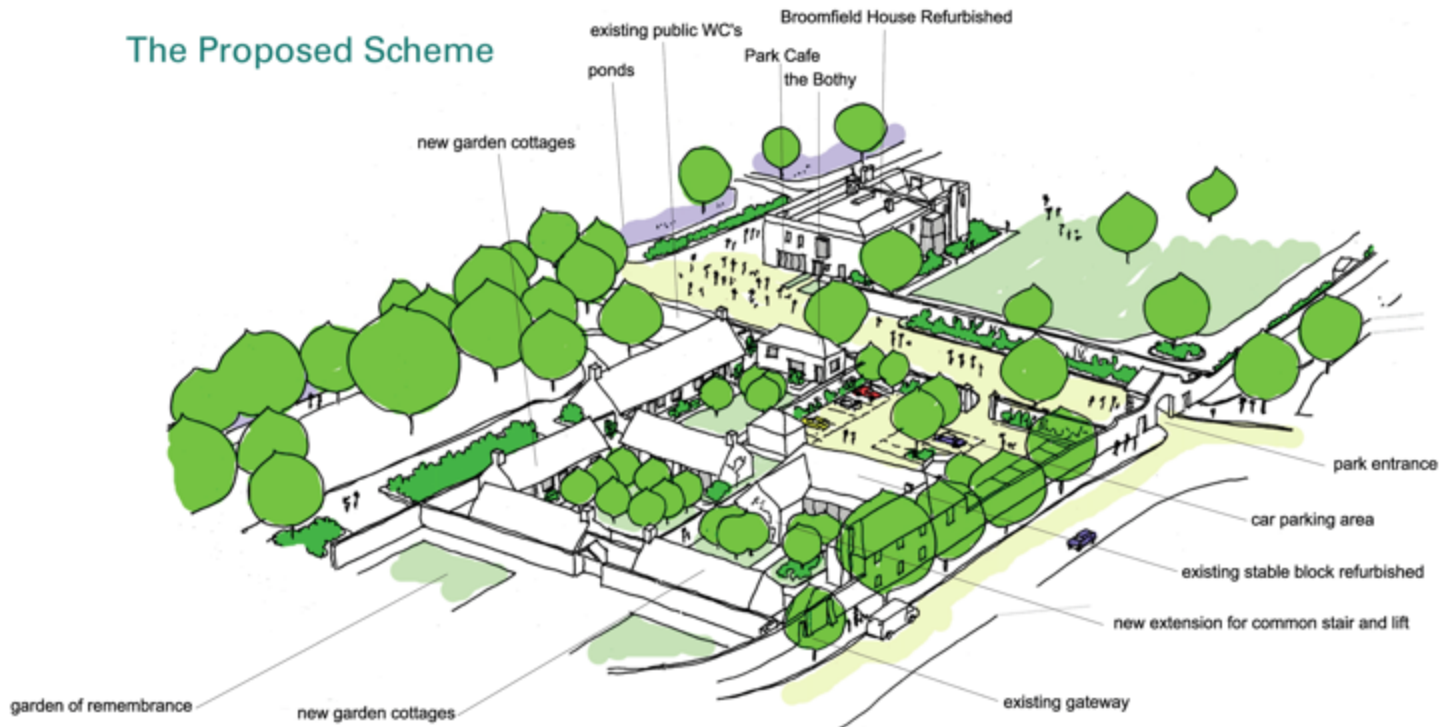 The Proposed Scheme
Broomfield House Refurbished
existing public WC's
Park Cafe
ponds
the Bothy
new garden cottages
park entrance
car parking area
existing stable block refurbished
new extension for common stair and lift
existing gateway
garden of remembrance
new garden cottages